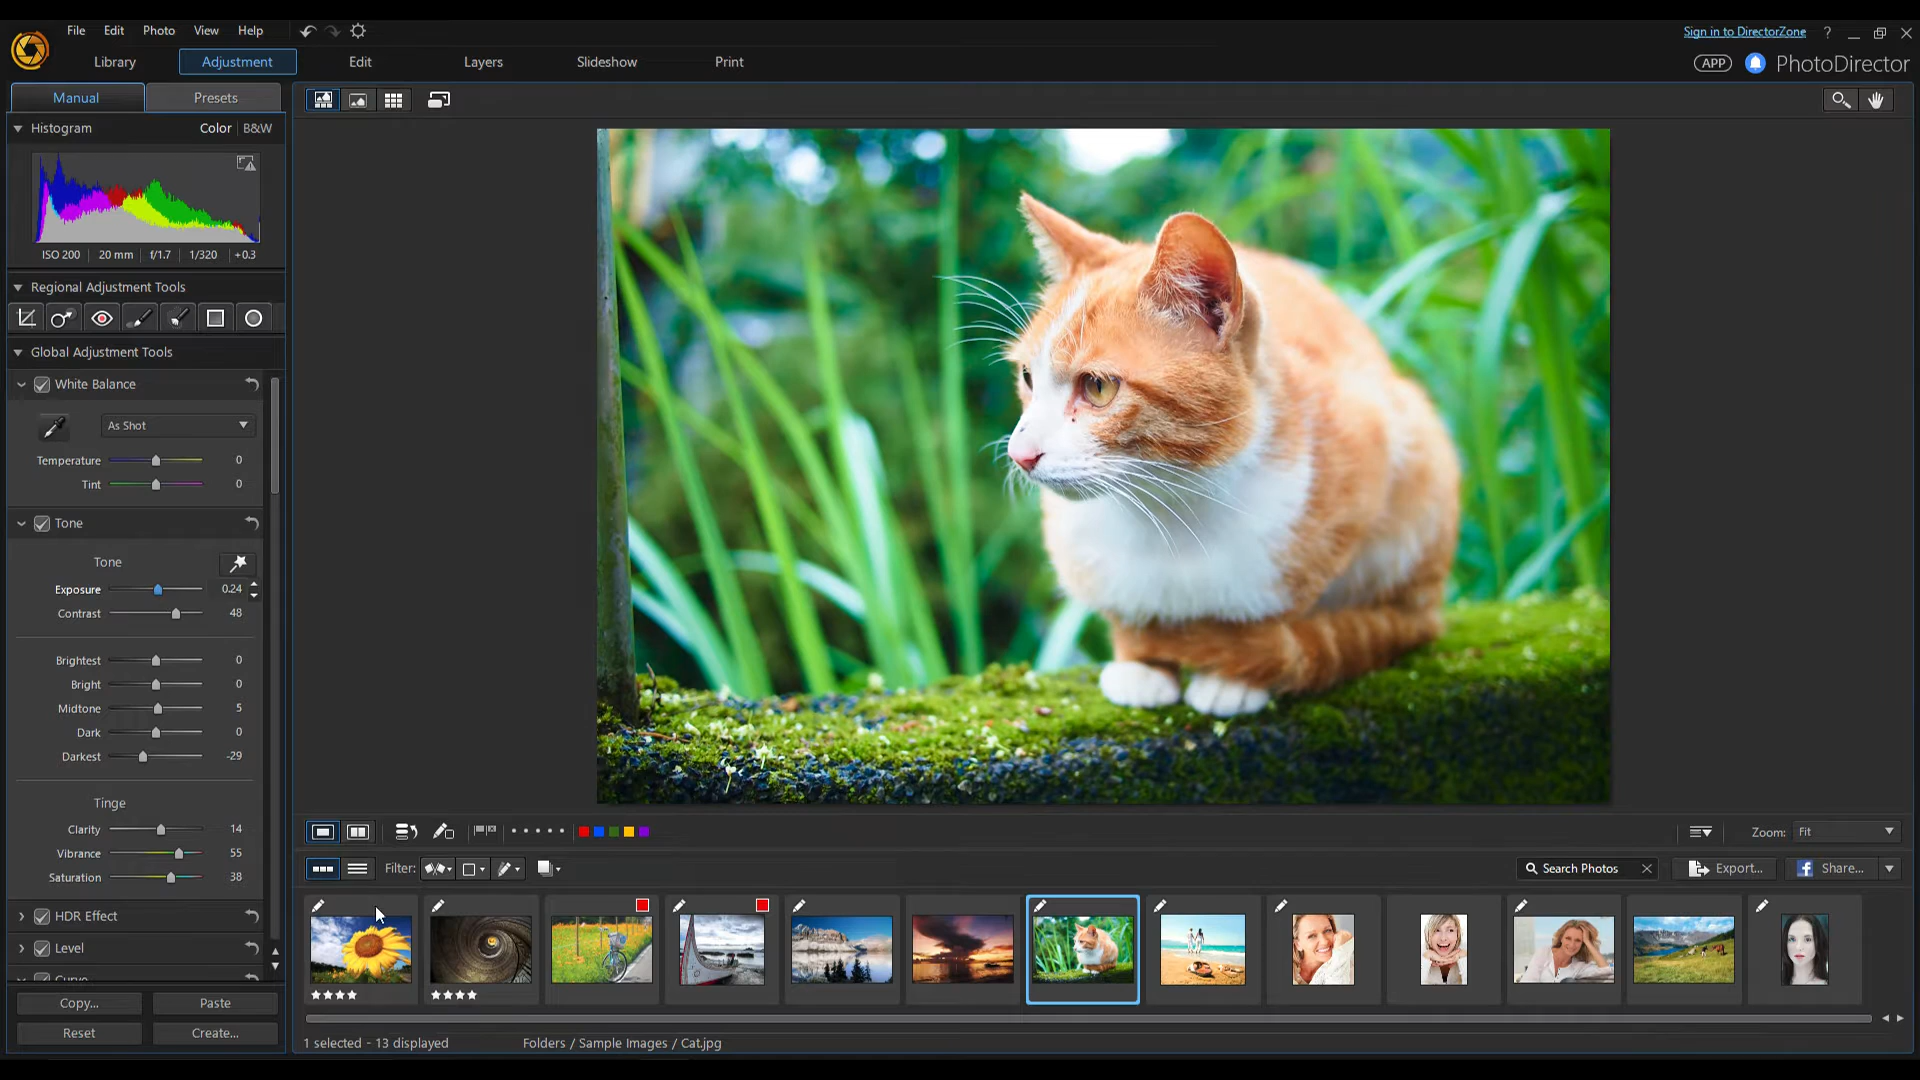 File Edit Photo View Help
Sign in to DirectorZone ?
Library Adjustment Edit Layers Slideshow Print
APP PhotoDirector
Manual Presets
Histogram Color B&W
ISO 200 20 mm f/1.7 1/320 +0.3
Regional Adjustment Tools
Global Adjustment Tools
White Balance
As Shot
Temperature 0
Tint 0
Tone
Tone
Exposure 0.24
Contrast 48
Brightest 0
Bright 0
Midtone 5
Dark 0
Darkest -29
Tinge
Clarity 14
Vibrance 55
Saturation 38
HDR Effect
Level
Curve
Copy... Paste
Reset Create...
Zoom: Fit
Filter: Search Photos Export... Share...
1 selected - 13 displayed Folders / Sample Images / Cat.jpg